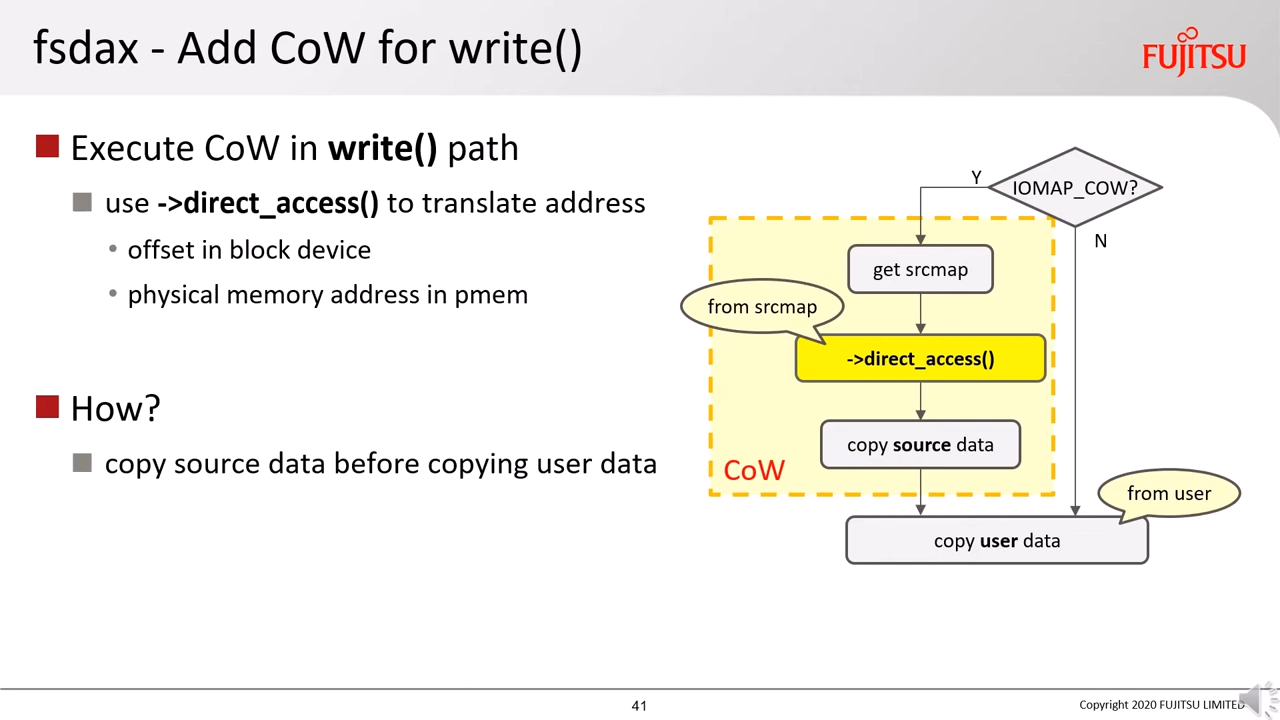 fsdax - Add CoW for write()
FUJITSU
Execute CoW in write() path
use ->direct_access() to translate address
offset in block device
physical memory address in pmem
How?
copy source data before copying user data
IOMAP_COW?
Y
N
get srcmap
from srcmap
->direct_access()
copy source data
CoW
from user
copy user data
41
Copyright 2020 FUJITSU LIMITED